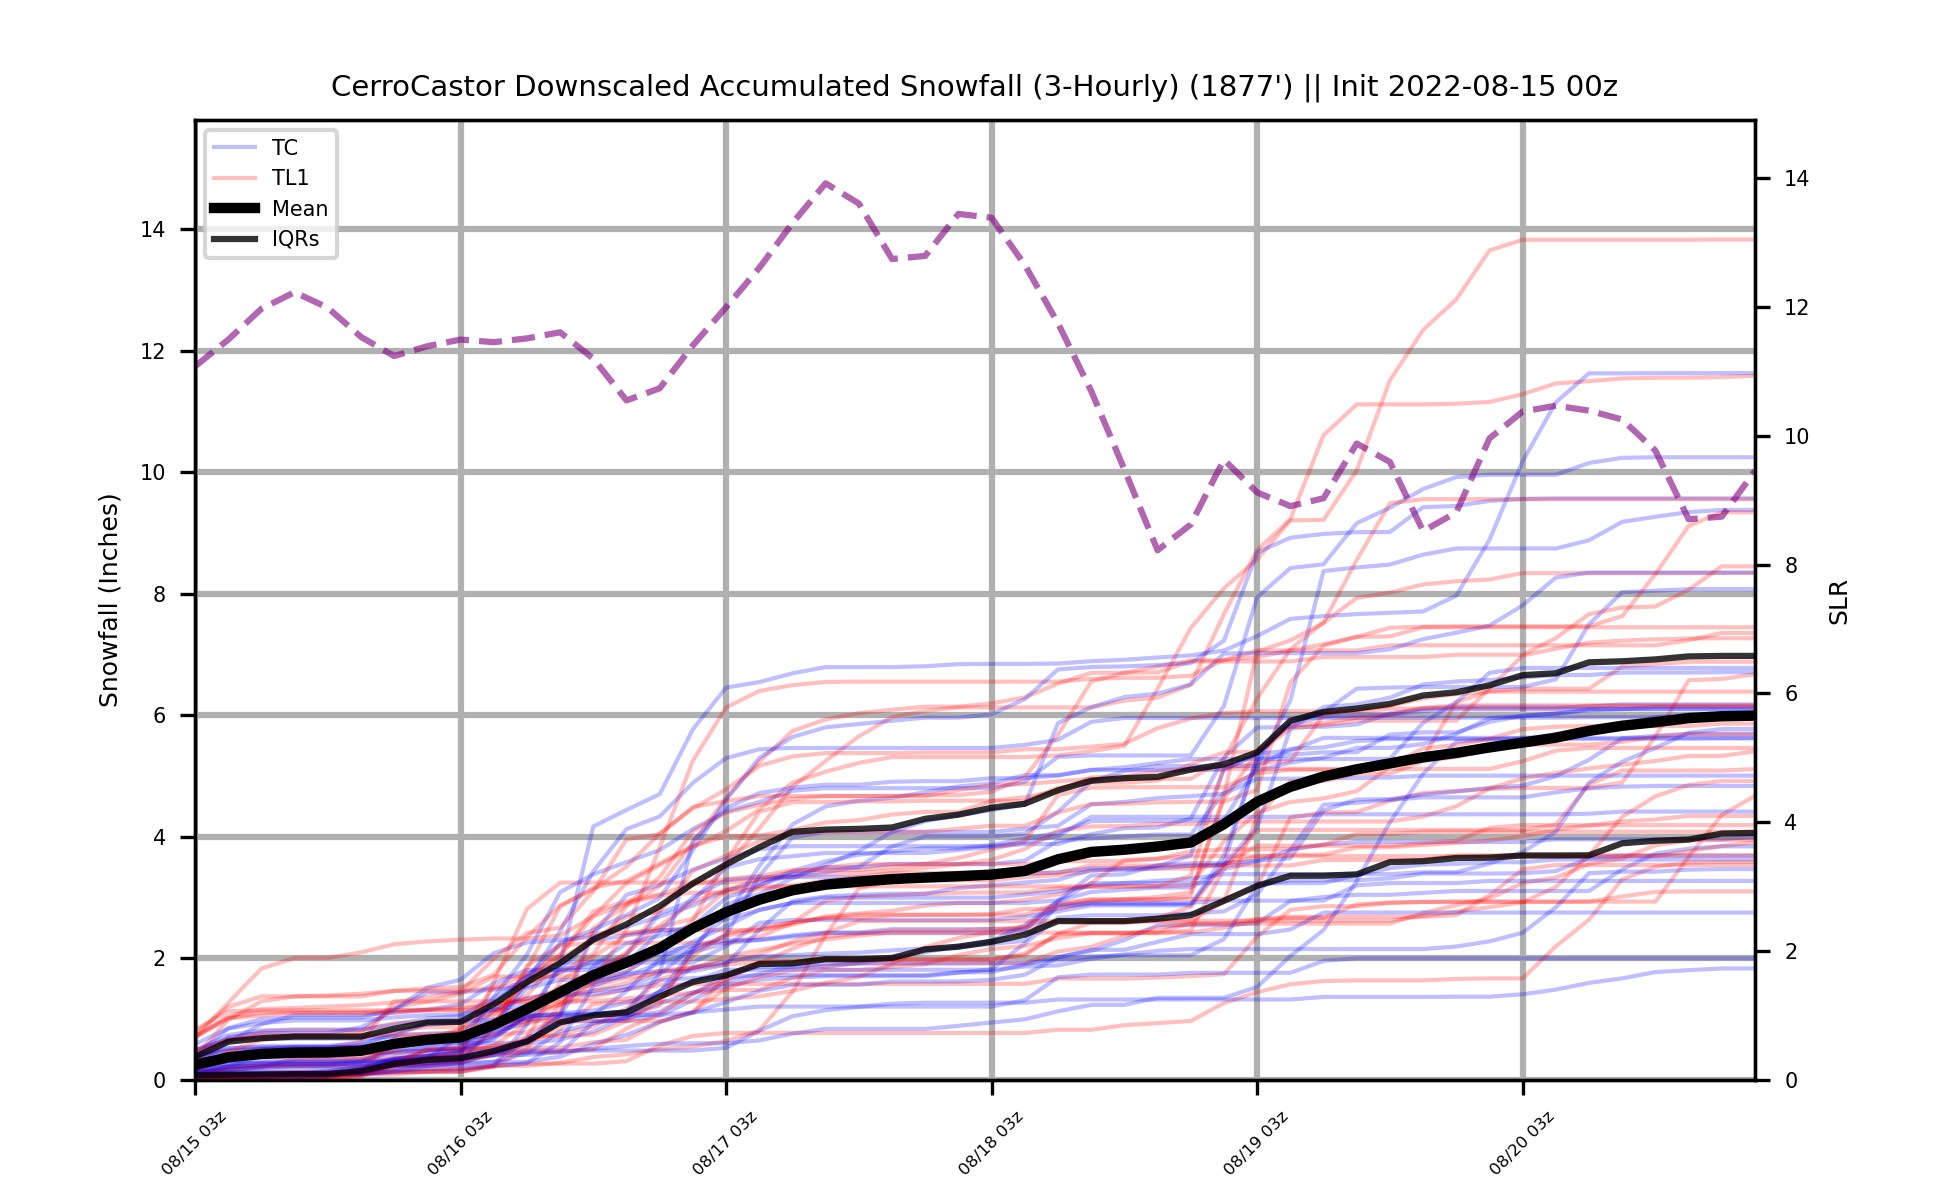 CerroCastor Downscaled Accumulated Snowfall (3-Hourly) (1877') || Init 2022-08-15 00z
TC
TL1
Mean
IQRs
Snowfall (Inches)
14
12
10
8
6
4
2
0
14
12
10
8
6
4
2
0
SLR
08/15 03z
08/16 03z
08/17 03z
08/18 03z
08/19 03z
08/20 03z